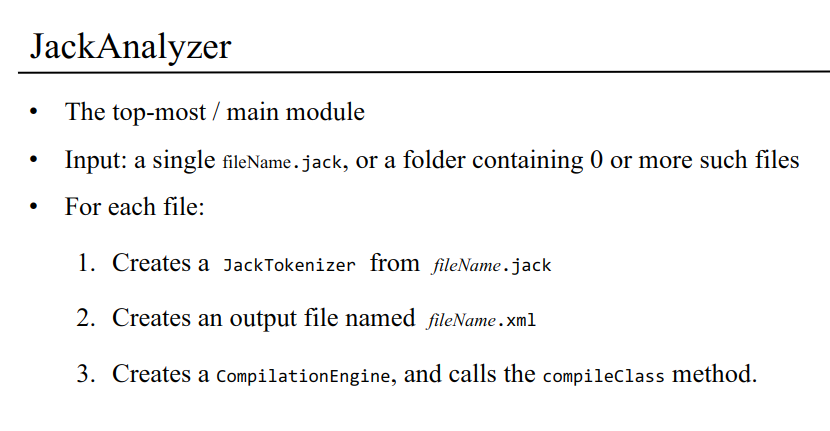 JackAnalyzer
• The top-most / main module
• Input: a single fileName.jack, or a folder containing 0 or more such files
• For each file:
1. Creates a JackTokenizer from fileName.jack
2. Creates an output file named fileName.xml
3. Creates a CompilationEngine, and calls the compileClass method.